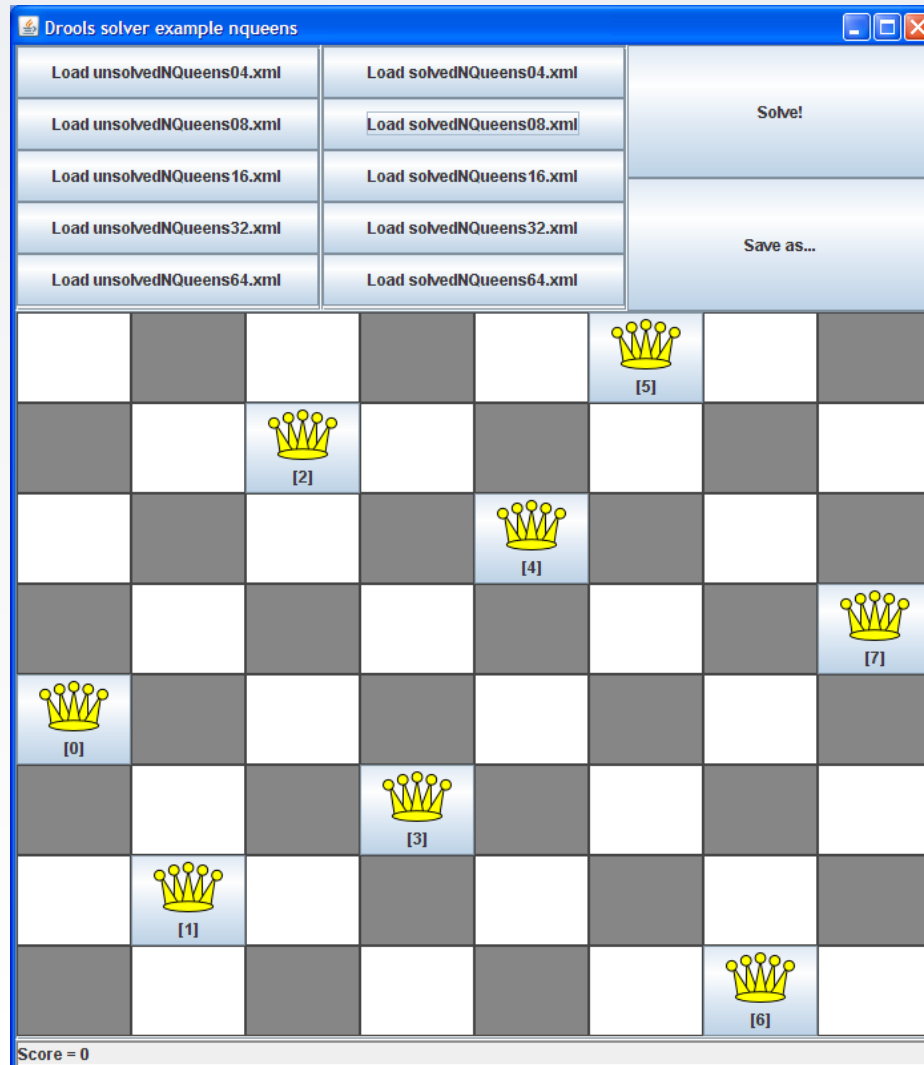 Drools solver example nqueens
Load unsolvedNQueens04.xml
Load solvedNQueens04.xml
Load unsolvedNQueens08.xml
Load solvedNQueens08.xml
Solve!
Load unsolvedNQueens16.xml
Load solvedNQueens16.xml
Load unsolvedNQueens32.xml
Load solvedNQueens32.xml
Save as...
Load unsolvedNQueens64.xml
Load solvedNQueens64.xml
[5]
[2]
[4]
[7]
[0]
[3]
[1]
[6]
Score = 0